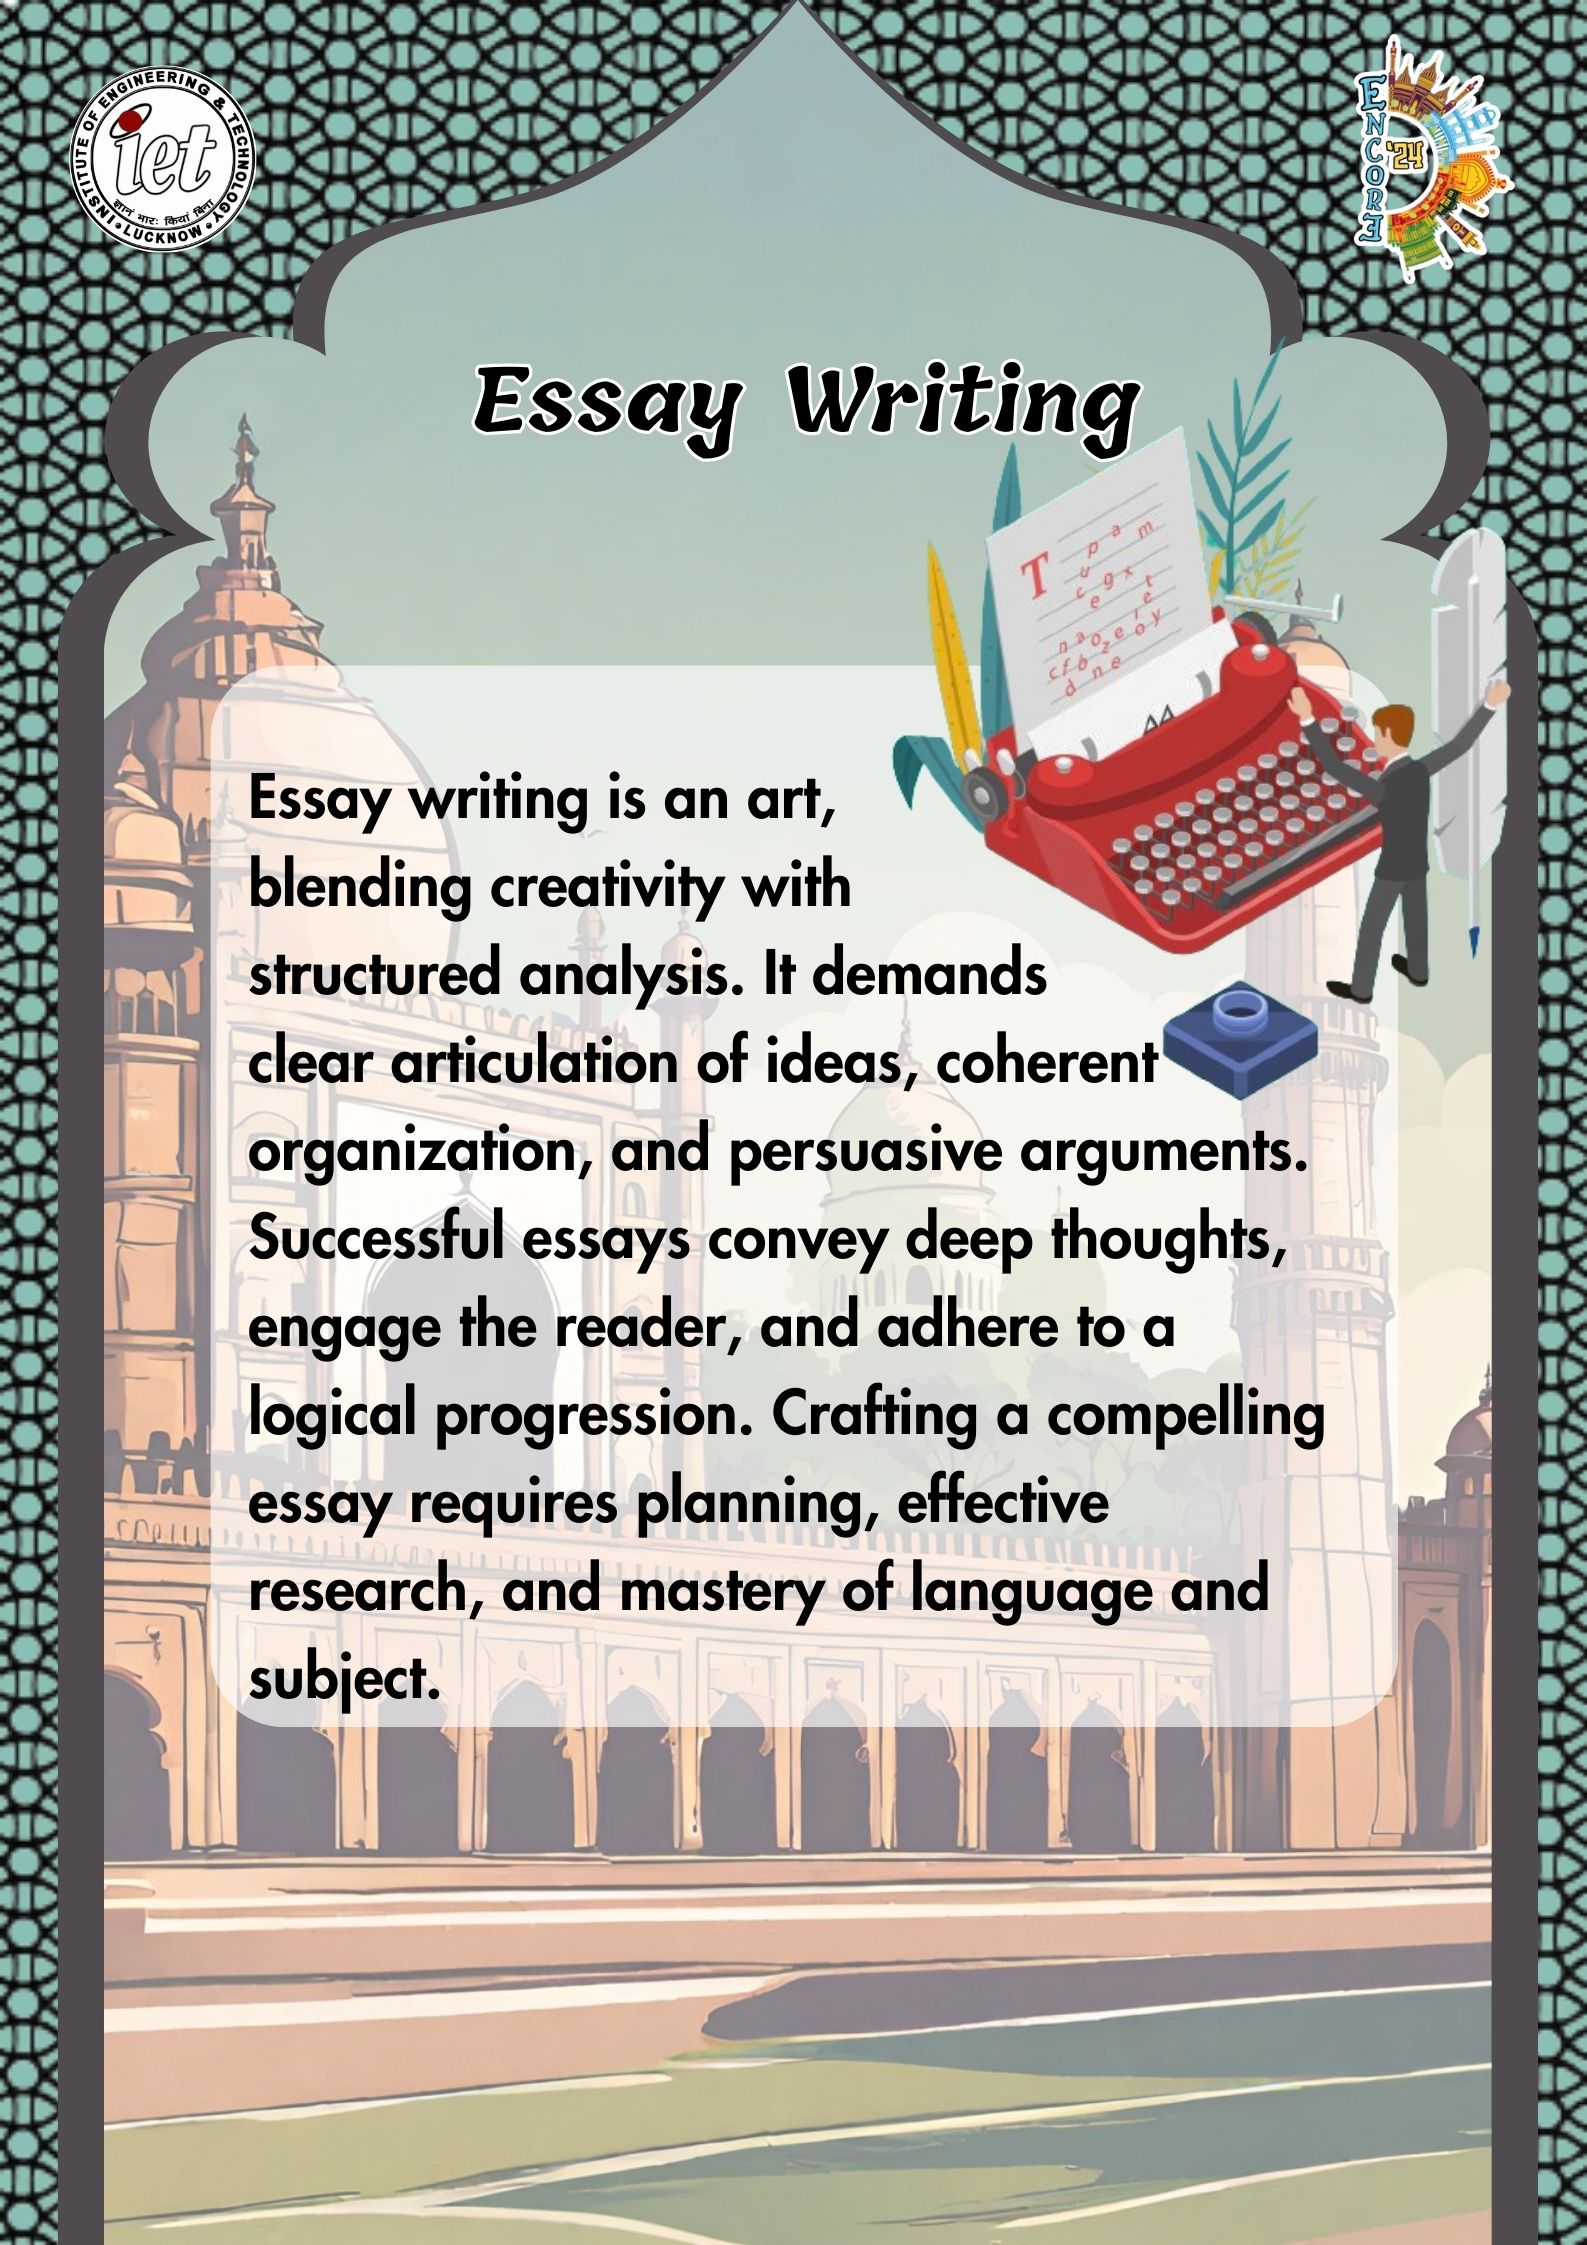 INSTITUTE OF ENGINEERING & TECHNOLOGY
iet
• LUCKNOW •
ENCORE
'24
Essay Writing
T
Essay writing is an art,
blending creativity with
structured analysis. It demands
clear articulation of ideas, coherent
organization, and persuasive arguments.
Successful essays convey deep thoughts,
engage the reader, and adhere to a
logical progression. Crafting a compelling
essay requires planning, effective
research, and mastery of language and
subject.